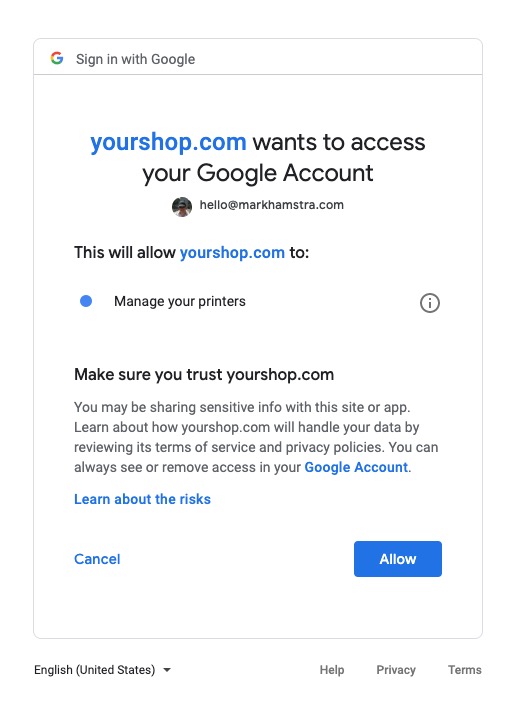 Sign in with Google
yourshop.com wants to access
your Google Account
hello@markhamstra.com
This will allow yourshop.com to:
Manage your printers
Make sure you trust yourshop.com
You may be sharing sensitive info with this site or app.
Learn about how yourshop.com will handle your data by
reviewing its terms of service and privacy policies. You can
always see or remove access in your Google Account.
Learn about the risks
Cancel
Allow
English (United States)
Help
Privacy
Terms